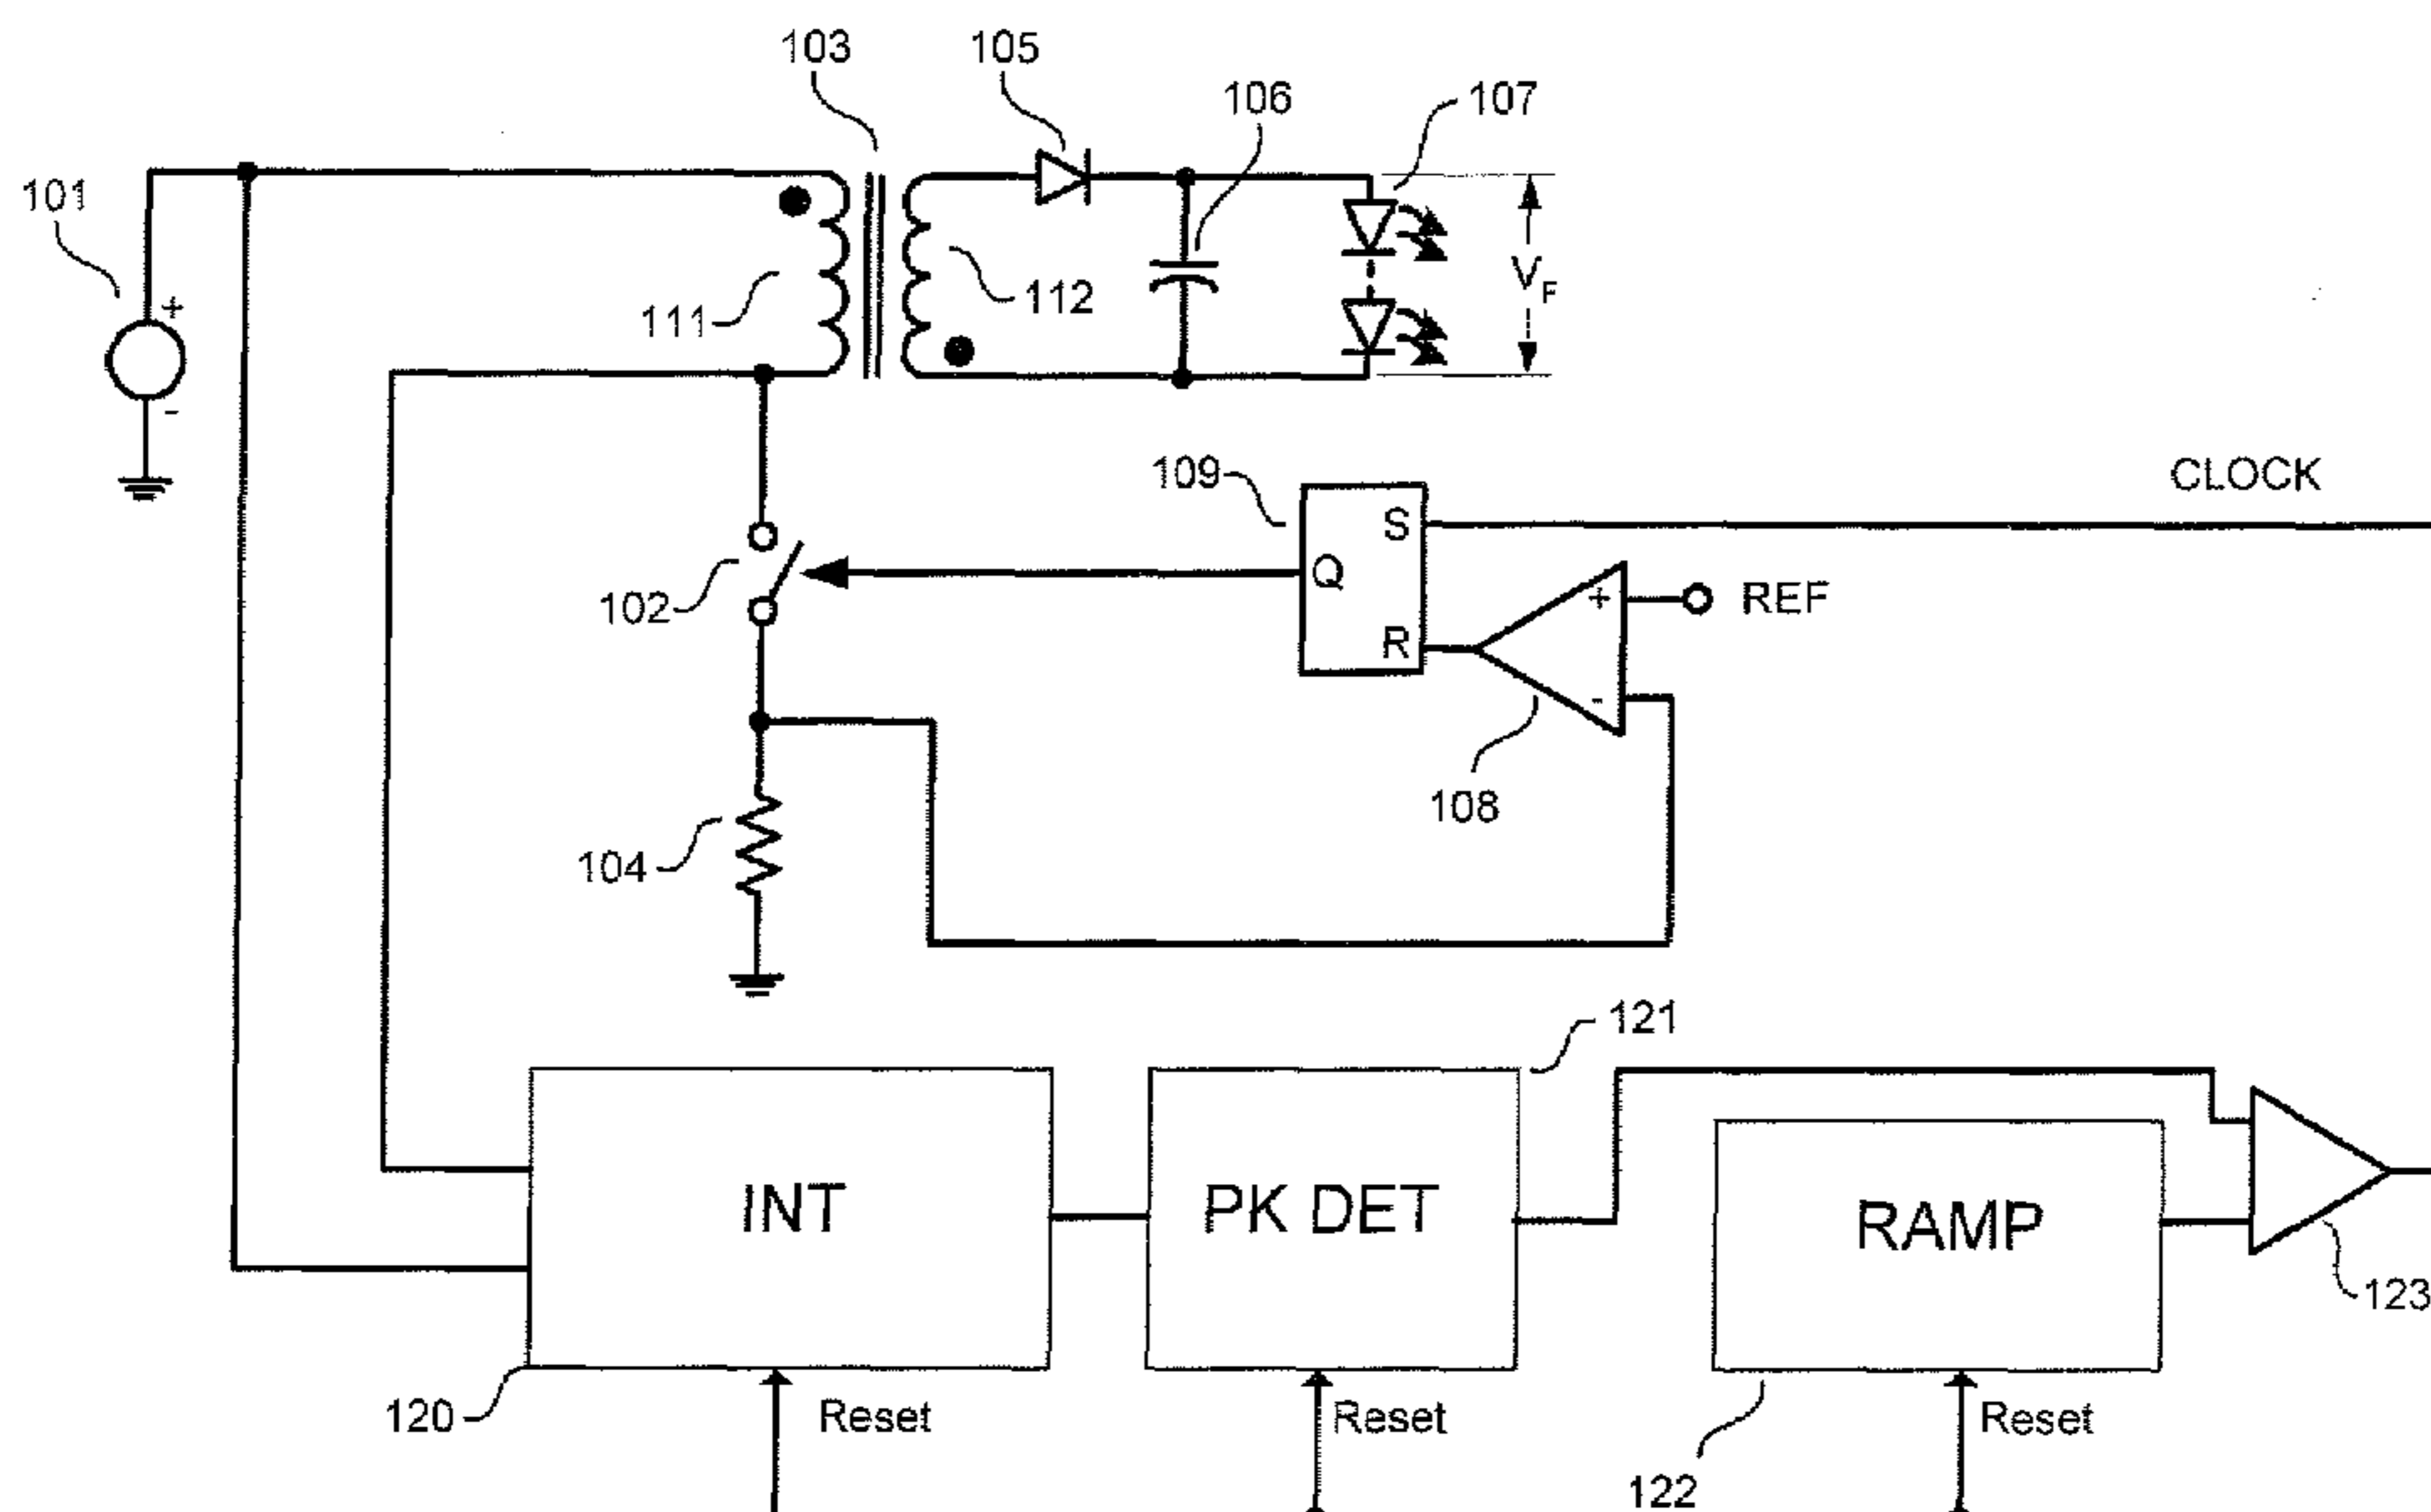 103
105
106
107
101
+
-
111
112
V F
109
CLOCK
S
Q
R
102
+
REF
-
108
104
121
INT
PK DET
RAMP
123
120
Reset
Reset
Reset
122